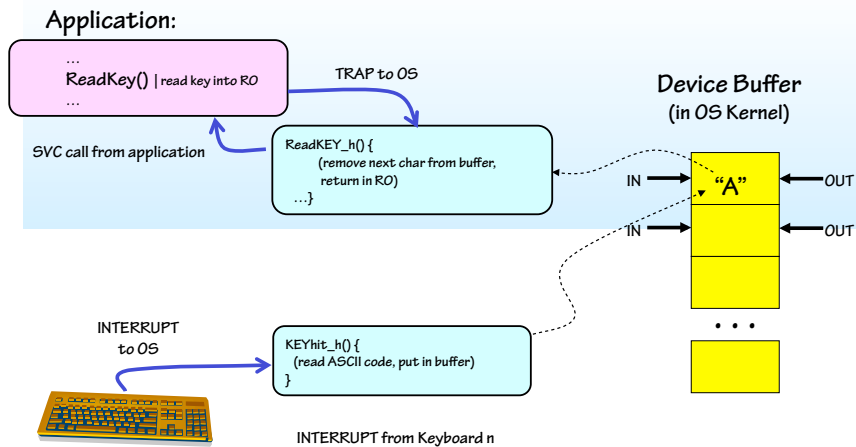 Application:
...
ReadKey() | read key into R0
...
TRAP to OS
SVC call from application
ReadKEY_h() {
(remove next char from buffer,
return in R0)
...}
Device Buffer
(in OS Kernel)
IN
"A"
OUT
IN
OUT
...
INTERRUPT
to OS
KEYhit_h() {
(read ASCII code, put in buffer)
}
INTERRUPT from Keyboard n